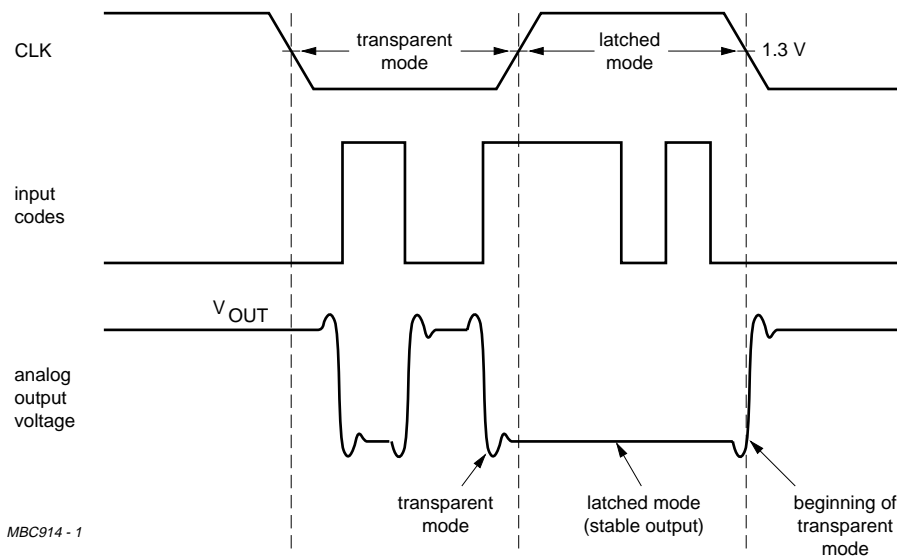 CLK
transparent
mode
latched
mode
1.3 V
input
codes
V OUT
analog
output
voltage
transparent
mode
latched mode
(stable output)
beginning of
transparent
mode
MBC914 - 1